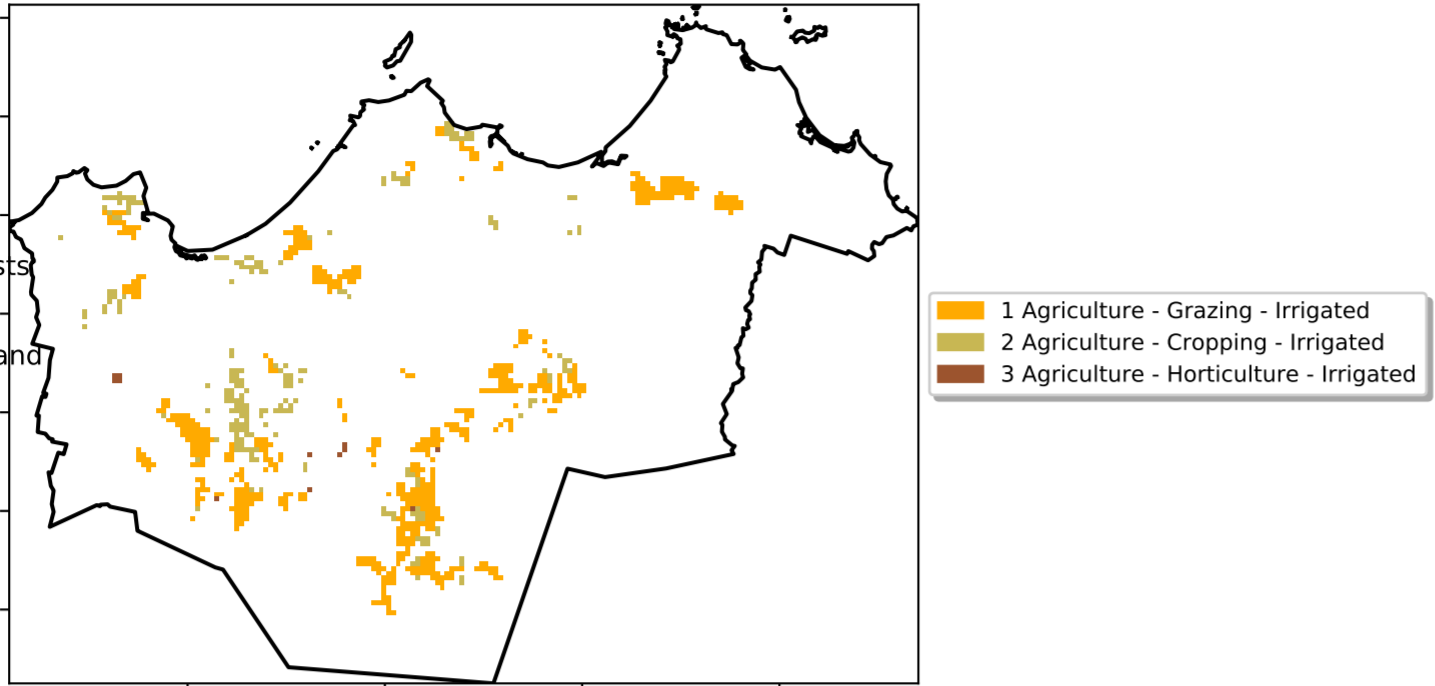 sts
and
1 Agriculture - Grazing - Irrigated
2 Agriculture - Cropping - Irrigated
3 Agriculture - Horticulture - Irrigated